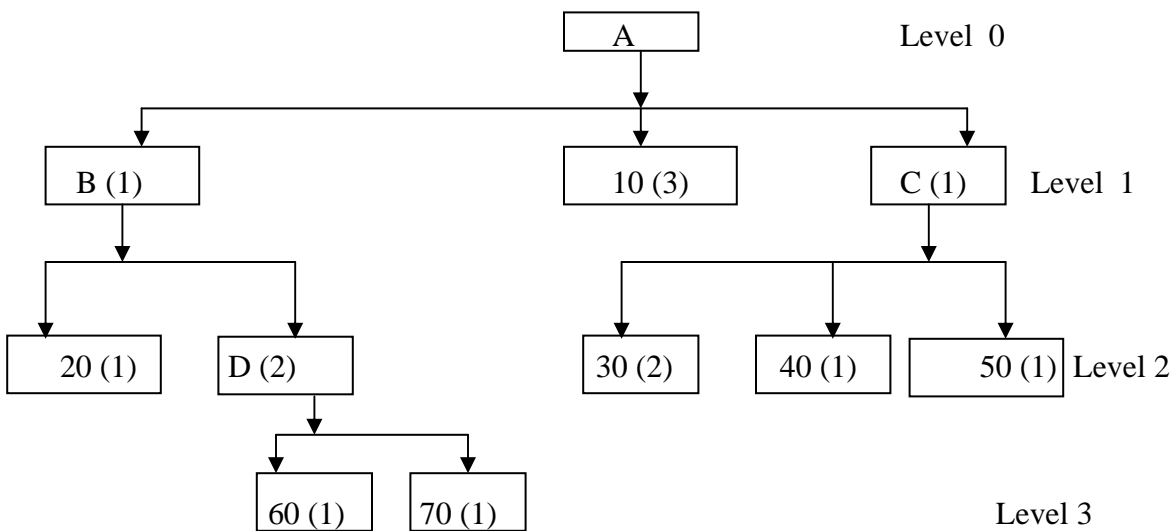 A Level 0
B (1) 10 (3) C (1) Level 1
20 (1) D (2) 30 (2) 40 (1) 50 (1) Level 2
60 (1) 70 (1) Level 3